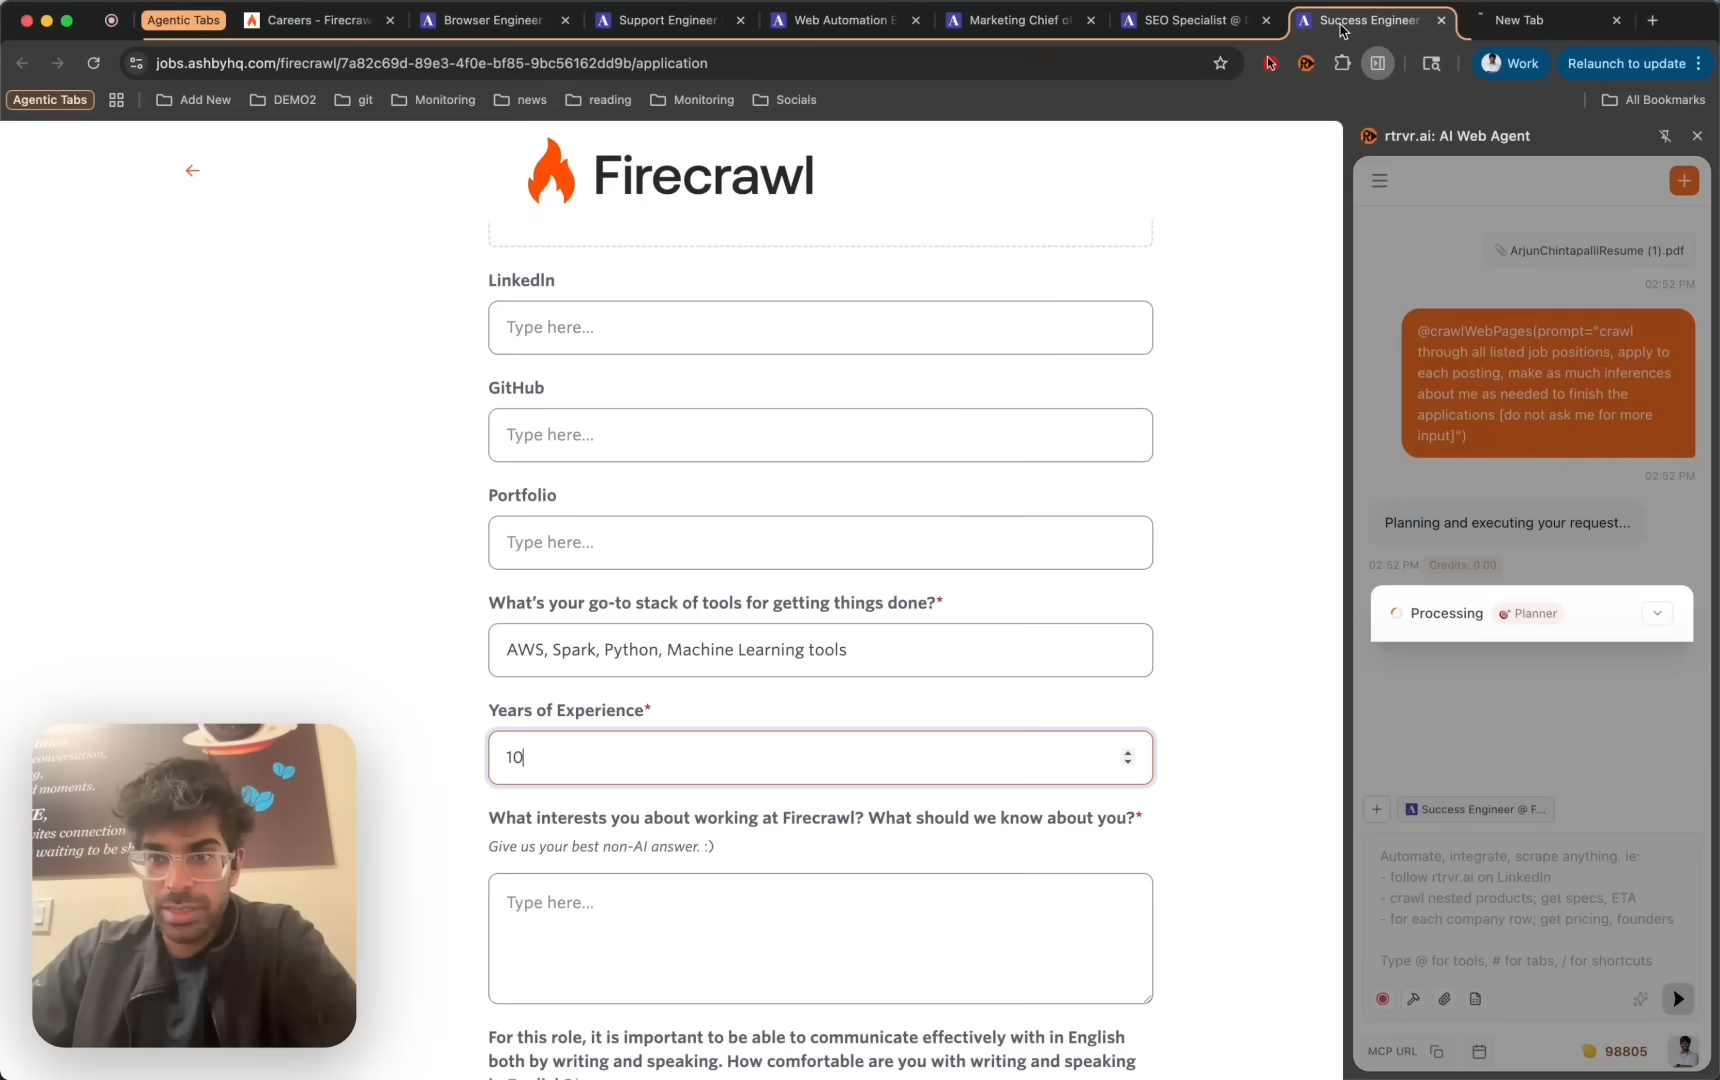 Agentic Tabs
Careers - Firecraw
Browser Engineer
Support Engineer
Web Automation E
Marketing Chief of
SEO Specialist @
Success Engineer
New Tab
jobs.ashbyhq.com/firecrawl/7a82c69d-89e3-4f0e-bf85-9bc56162dd9b/application
Work
Relaunch to update
Agentic Tabs
Add New
DEMO2
git
Monitoring
news
reading
Monitoring
Socials
All Bookmarks
Firecrawl
LinkedIn
Type here...
GitHub
Type here...
Portfolio
Type here...
What's your go-to stack of tools for getting things done?*
AWS, Spark, Python, Machine Learning tools
Years of Experience*
10
What interests you about working at Firecrawl? What should we know about you?*
Give us your best non-AI answer. :)
Type here...
For this role, it is important to be able to communicate effectively with in English
both by writing and speaking. How comfortable are you with writing and speaking
conversation,
d moments.
E,
vites connection
waiting to be
rtrvr.ai: AI Web Agent
ArjunChintapalliResume (1).pdf
02:52 PM
@crawlWebPages(prompt="crawl
through all listed job positions, apply to
each posting, make as much inferences
about me as needed to finish the
applications [do not ask me for more
input]")
02:52 PM
Planning and executing your request...
02:52 PM Credits: 0.00
Processing Planner
Success Engineer @ F...
Automate, integrate, scrape anything. ie:
- follow rtrvr.ai on LinkedIn
- crawl nested products; get specs, ETA
- for each company row; get pricing, founders
Type @ for tools, # for tabs, / for shortcuts
MCP URL
98805